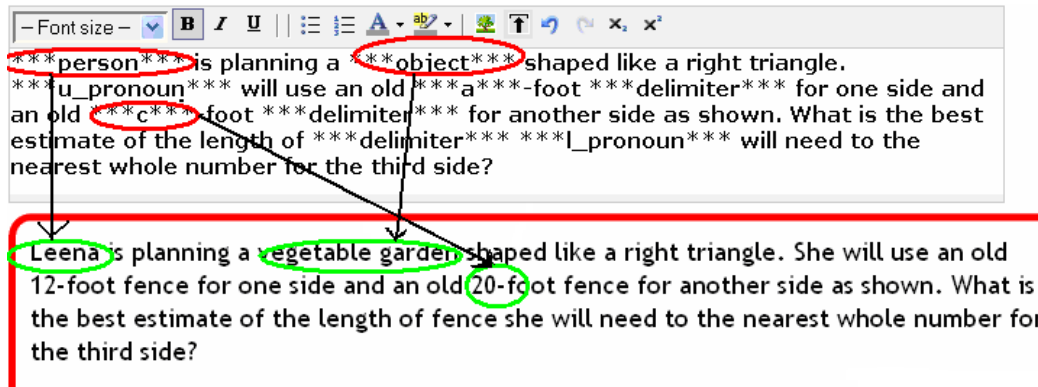 – Font size – B I U A ab x₂ x²
***person*** is planning a ***object*** shaped like a right triangle.
***u_pronoun*** will use an old ***a***-foot ***delimiter*** for one side and
an old ***c***-foot ***delimiter*** for another side as shown. What is the best
estimate of the length of ***delimiter*** ***l_pronoun*** will need to the
nearest whole number for the third side?
Leena is planning a vegetable garden shaped like a right triangle. She will use an old
12-foot fence for one side and an old 20-foot fence for another side as shown. What is
the best estimate of the length of fence she will need to the nearest whole number for
the third side?